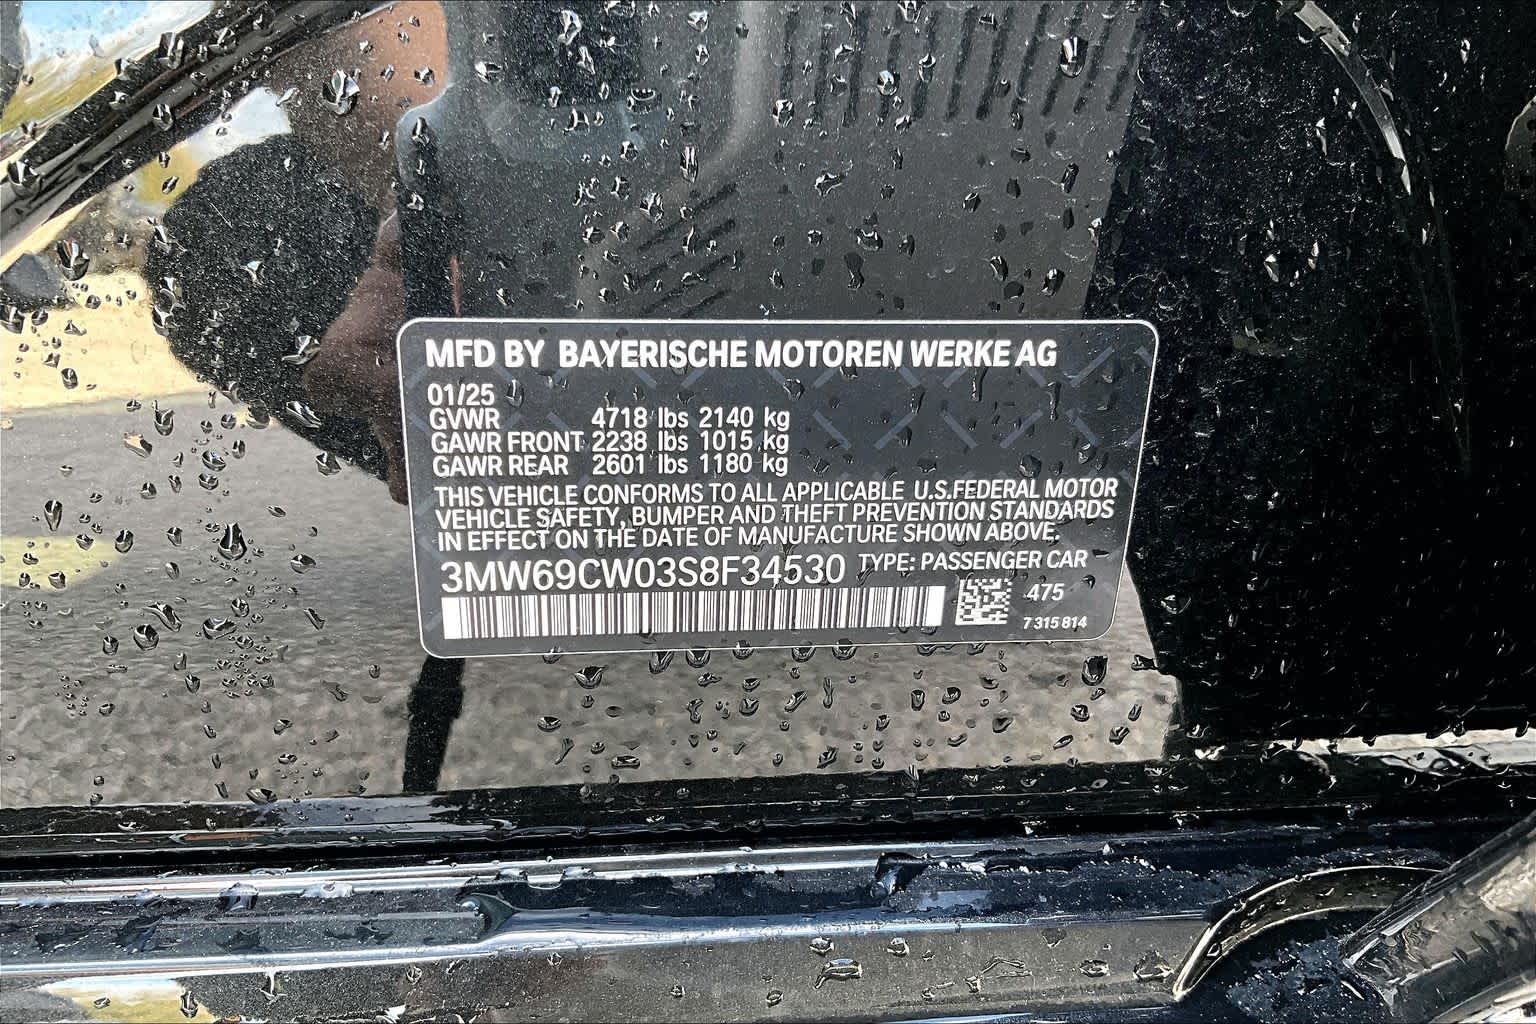 MFD BY BAYERISCHE MOTOREN WERKE AG
01/25
GVWR 4718 lbs 2140 kg
GAWR FRONT 2238 lbs 1015 kg
GAWR REAR 2601 lbs 1180 kg
THIS VEHICLE CONFORMS TO ALL APPLICABLE U.S.FEDERAL MOTOR
VEHICLE SAFETY, BUMPER AND THEFT PREVENTION STANDARDS
IN EFFECT ON THE DATE OF MANUFACTURE SHOWN ABOVE.
3MW69CW03S8F34530 TYPE: PASSENGER CAR
475
7 315 814